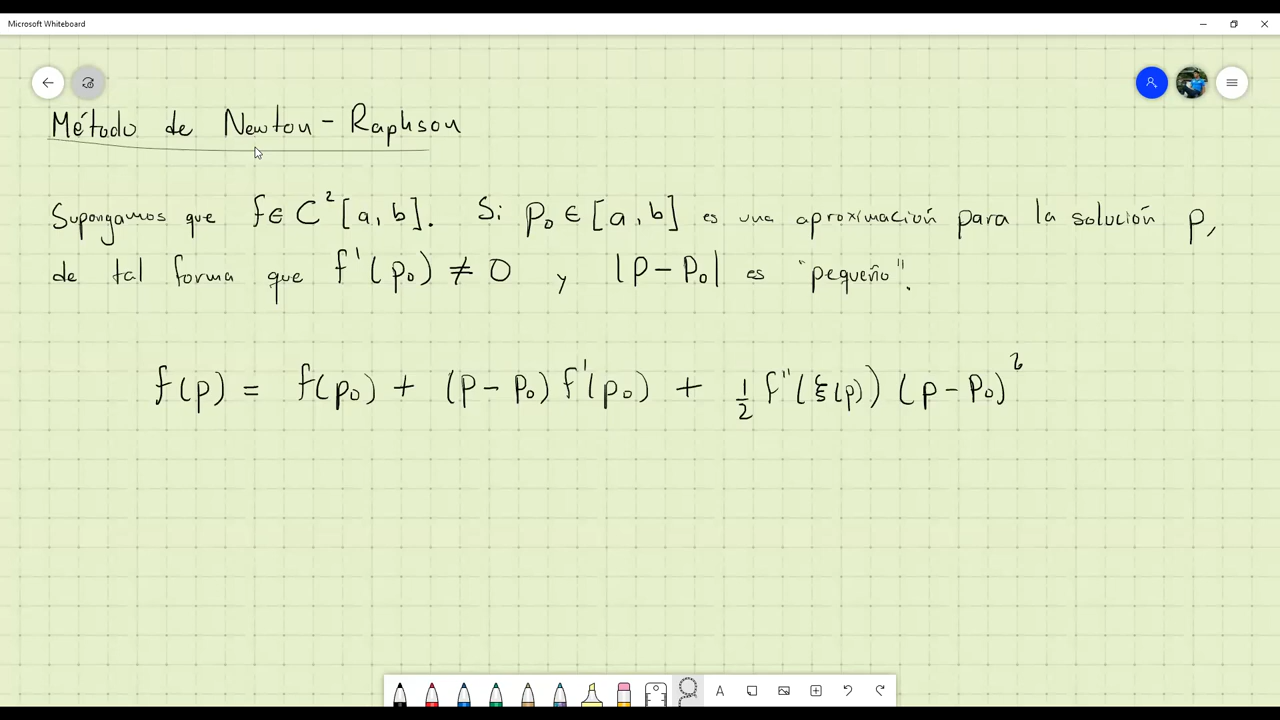 Microsoft Whiteboard
Método de Newton - Raphson
Supongamos que f ∈ C² [a, b]. Si p₀ ∈ [a, b] es una aproximación para la solución p,
de tal forma que f'(p₀) ≠ 0 y |p - p₀| es "pequeño".
f(p) = f(p₀) + (p - p₀) f'(p₀) + 1/2 f''(ξ(p)) (p - p₀)²
A